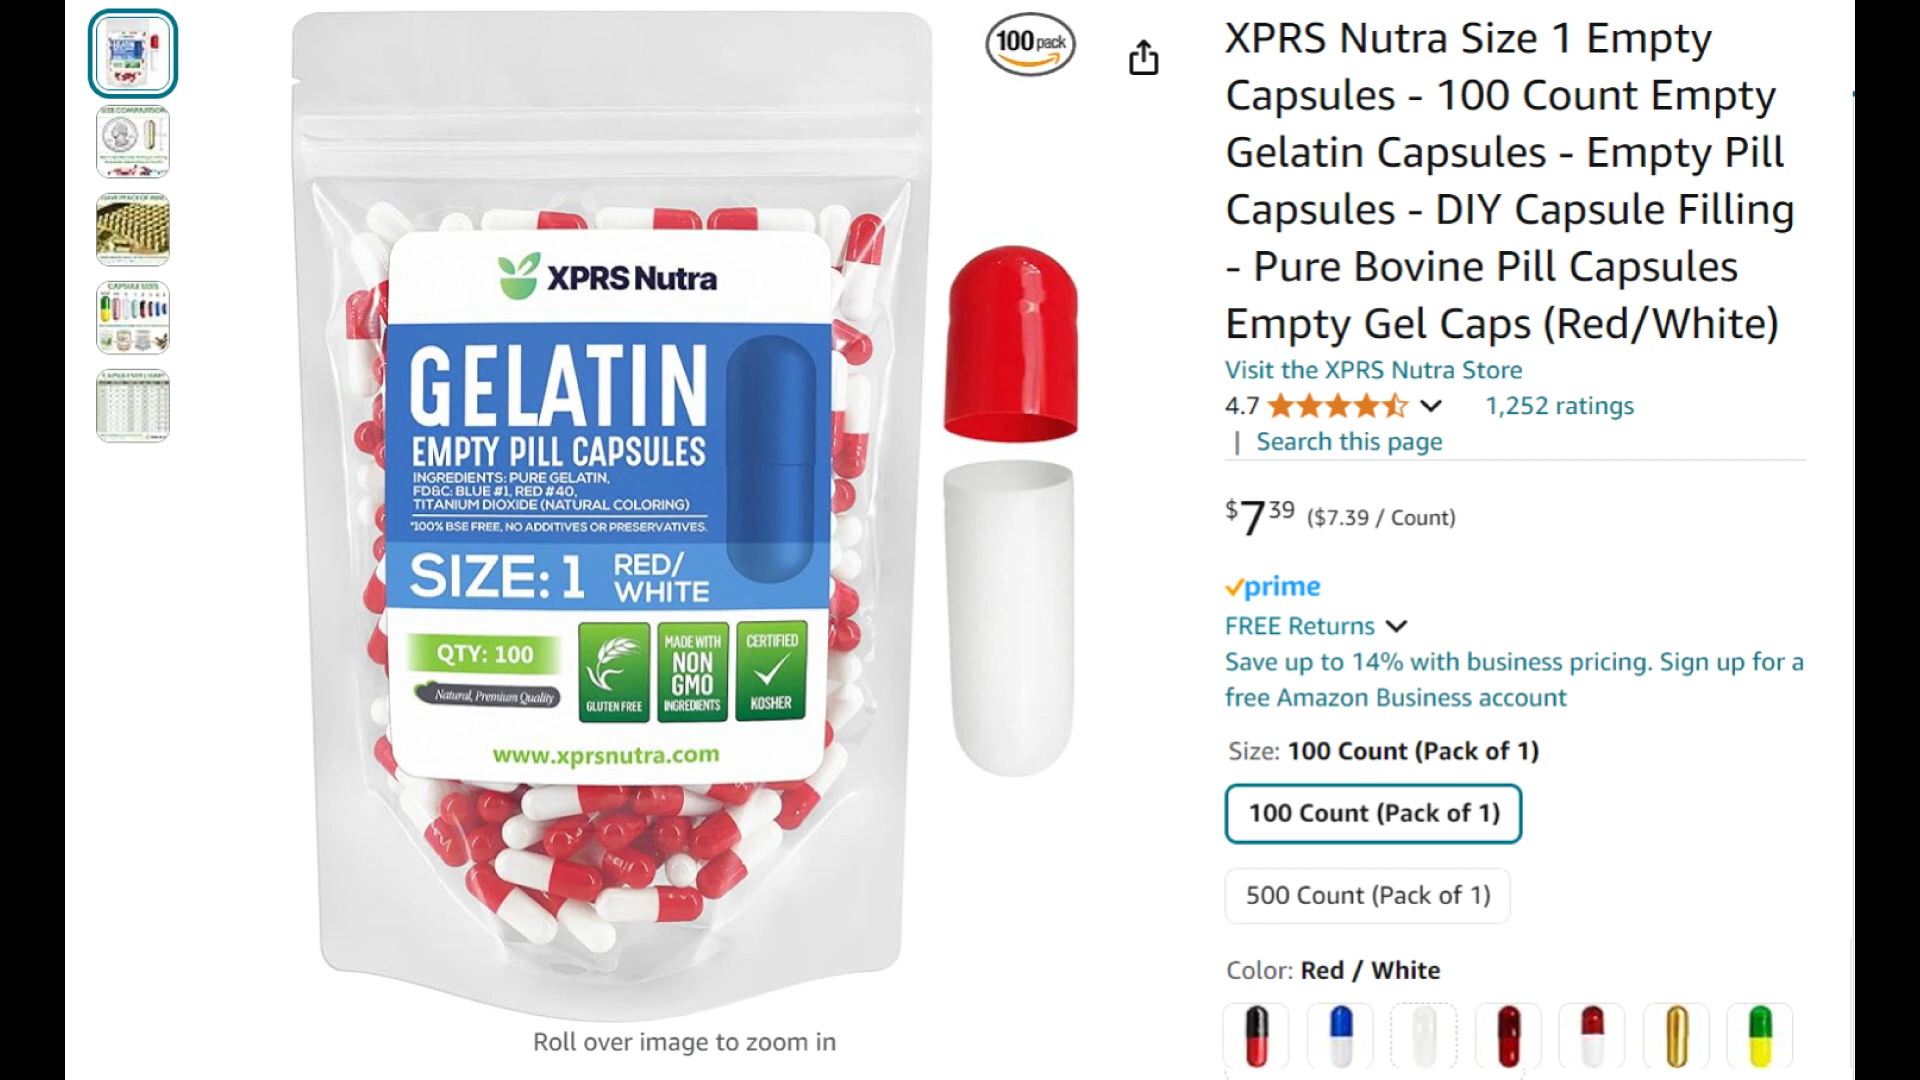 100 pack
XPRS Nutra
GELATIN
EMPTY PILL CAPSULES
INGREDIENTS: PURE GELATIN,
FD&C: BLUE #1, RED #40,
TITANIUM DIOXIDE (NATURAL COLORING)
*100% BSE FREE, NO ADDITIVES OR PRESERVATIVES.
SIZE: 1 RED/
WHITE
QTY: 100
Natural, Premium Quality
GLUTEN FREE
MADE WITH
NON
GMO
INGREDIENTS
CERTIFIED
KOSHER
www.xprsnutra.com
Roll over image to zoom in
XPRS Nutra Size 1 Empty
Capsules - 100 Count Empty
Gelatin Capsules - Empty Pill
Capsules - DIY Capsule Filling
- Pure Bovine Pill Capsules
Empty Gel Caps (Red/White)
Visit the XPRS Nutra Store
4.7 1,252 ratings
| Search this page
$7 39 ($7.39 / Count)
prime
FREE Returns
Save up to 14% with business pricing. Sign up for a
free Amazon Business account
Size: 100 Count (Pack of 1)
100 Count (Pack of 1)
500 Count (Pack of 1)
Color: Red / White